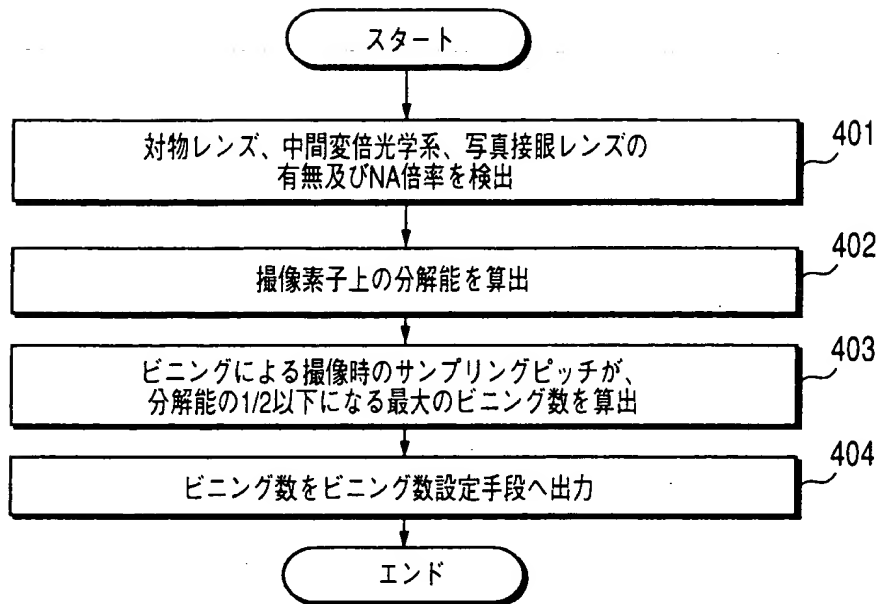 スタート
対物レンズ、中間変倍光学系、写真接眼レンズの
有無及びNA倍率を検出
401
撮像素子上の分解能を算出
402
ビニングによる撮像時のサンプリングピッチが、
分解能の1/2以下になる最大のビニング数を算出
403
ビニング数をビニング数設定手段へ出力
404
エンド